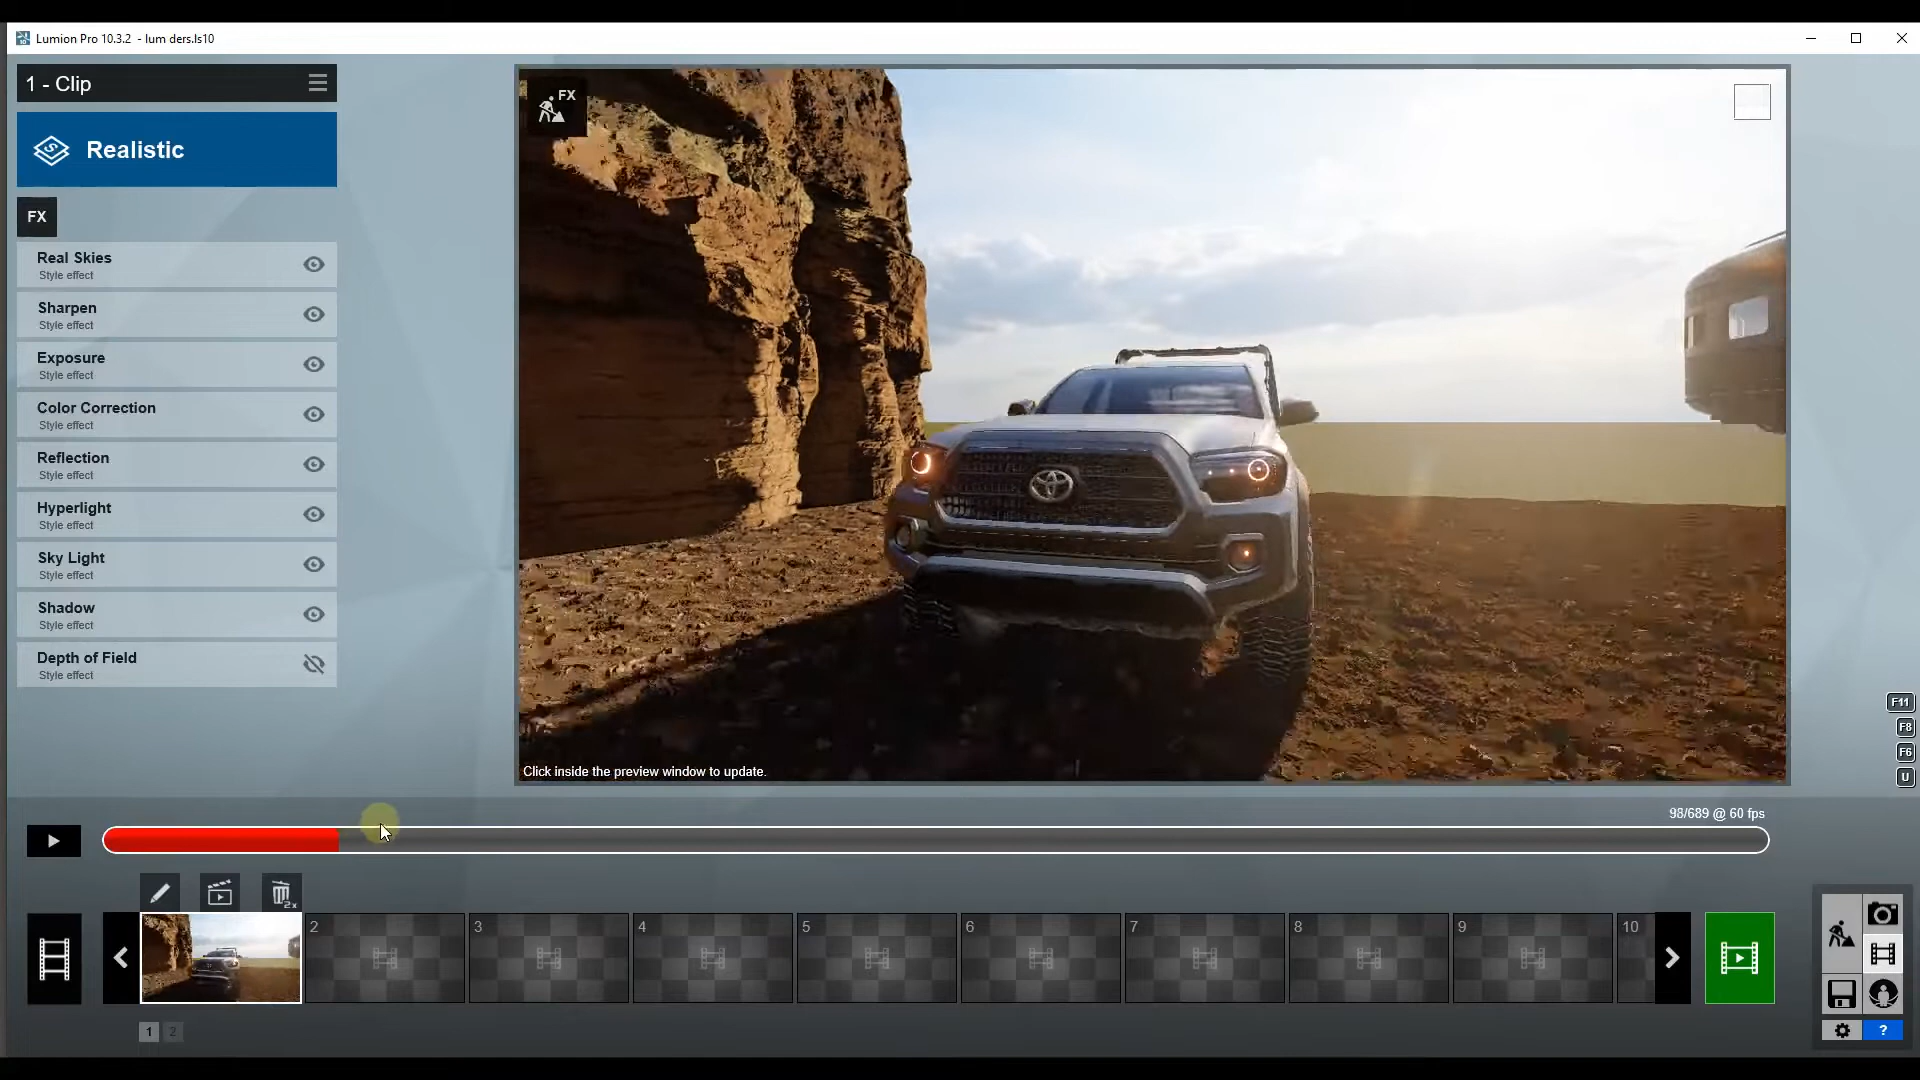 Lumion Pro 10.3.2 - lum ders.ls10
1 - Clip
Realistic
FX
Real Skies
Style effect
Sharpen
Style effect
Exposure
Style effect
Color Correction
Style effect
Reflection
Style effect
Hyperlight
Style effect
Sky Light
Style effect
Shadow
Style effect
Depth of Field
Style effect
FX
Click inside the preview window to update.
F11
F8
F6
U
98/689 @ 60 fps
2x
2
3
4
5
6
7
8
9
10
1
2
?